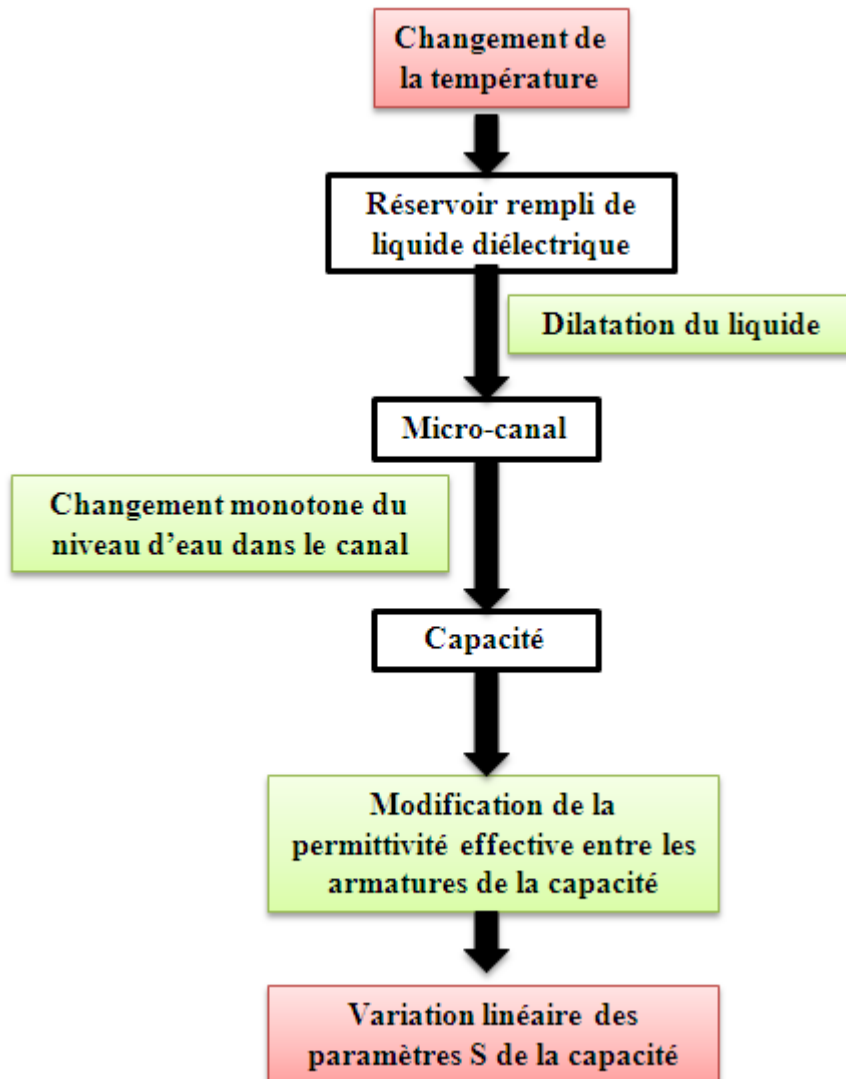 Changement de
la température
Réservoir rempli de
liquide diélectrique
Dilatation du liquide
Micro-canal
Changement monotone du
niveau d'eau dans le canal
Capacité
Modification de la
permittivité effective entre les
armatures de la capacité
Variation linéaire des
paramètres S de la capacité